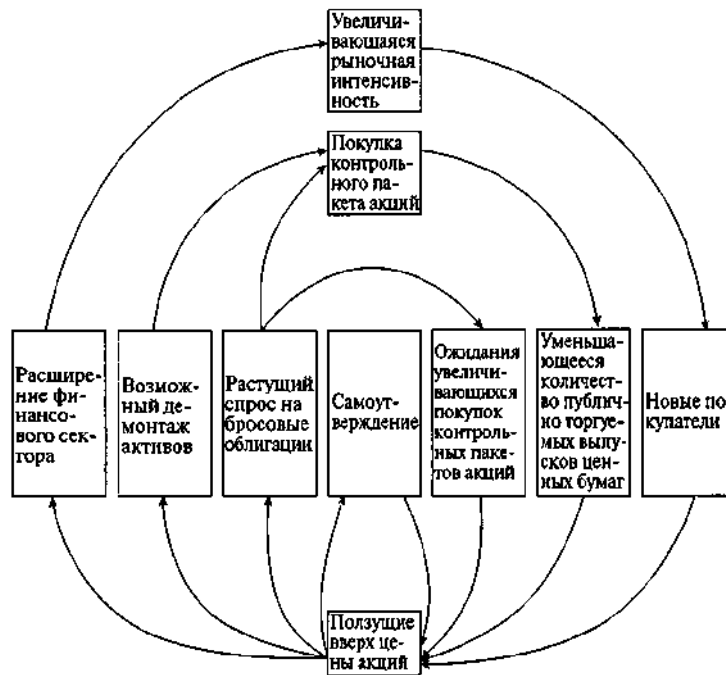 Увеличи-
вающаяся
рыночная
интенсив-
ность
Покупка
контроль-
ного па-
кета акций
Расшире-
ние фи-
нансово-
го сек-
тора
Возмож-
ный де-
монтаж
активов
Растущий
спрос на
бросовые
облигации
Самоут-
верждение
Ожидания
увеличи-
вающихся
покупок
контроль-
ных паке-
тов акций
Уменьша-
ющееся
количест-
во публич-
но торгуе-
мых выпус-
сков цен-
ных бумаг
Новые по
купатели
Ползущие
вверх це-
ны акций